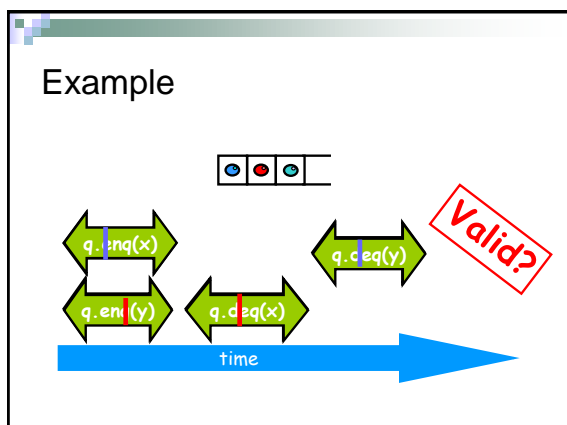 Example
q.enq(x)
q.deq(y)
Valid?
q.enq(y)
q.deq(x)
time